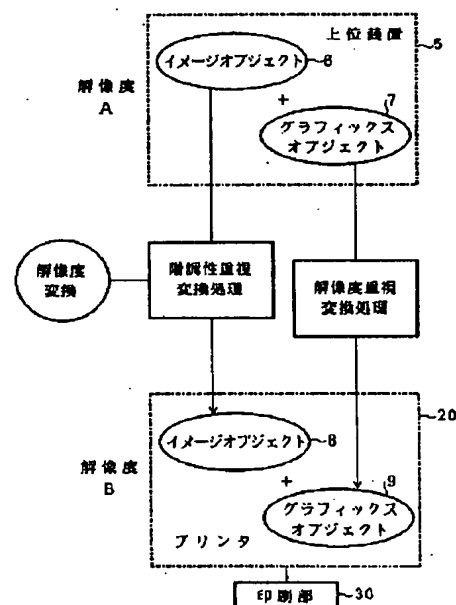 上位装置
5
イメージオブジェクト
6
解像度
A
+
7
グラフィックス
オブジェクト
解像度
変換
階調性重視
変換処理
解像度重視
変換処理
20
解像度
B
イメージオブジェクト
8
+
9
グラフィックス
オブジェクト
プリンタ
印刷部
30